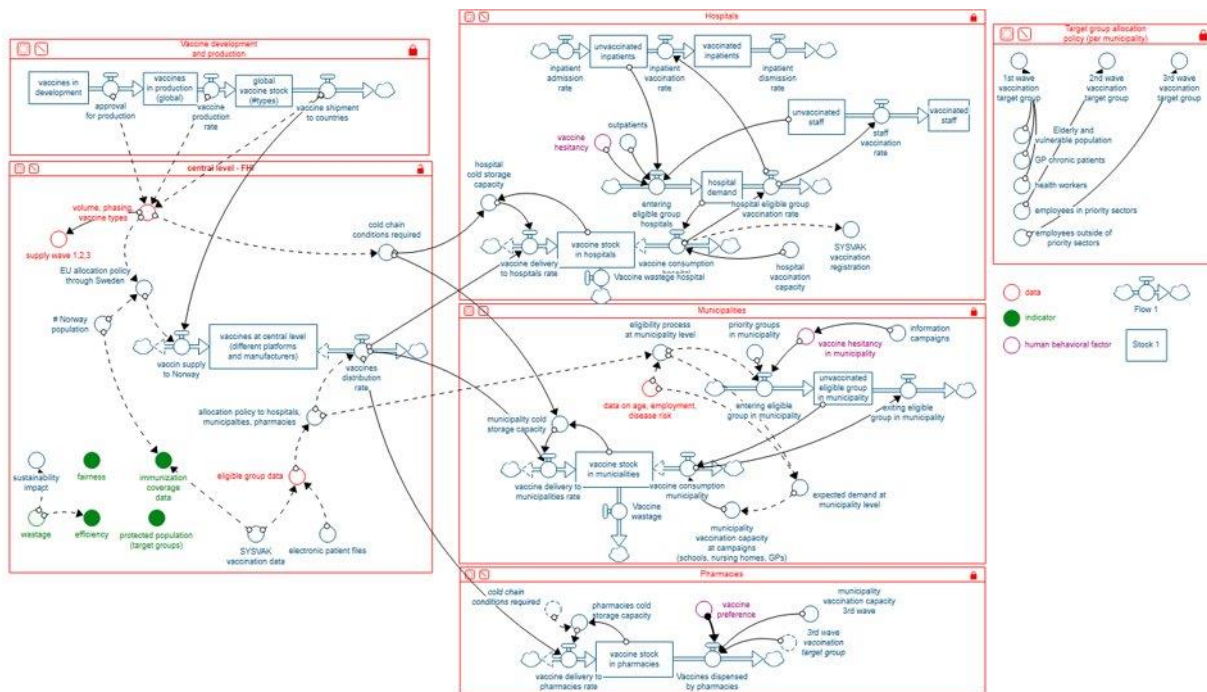 Vaccine development
and production
vaccines in
development
approval
for production
vaccines
in production
(global)
vaccine
production
rate
global
vaccine stock
(#types)
vaccine shipment
to countries
central level - FHI
volume, phasing
vaccine types
supply wave 1,2,3
cold chain
conditions required
EU allocation policy
through Sweden
# Norway
population
vaccin supply
to Norway
vaccines at central level
(different platforms
and manufacturers)
vaccines
distribution
rate
allocation policy to hospitals,
municipalties, pharmacies
sustainability
impact
fairness
immunization
coverage
data
eligible group data
wastage
efficiency
protected population
(target groups)
SYSVAK
vaccination data
electronic patient files
Hospitals
inpatient
admission
rate
unvaccinated
inpatients
inpatient
vaccination
rate
vaccinated
inpatients
inpatient
dismission
rate
outpatients
vaccine
hesitancy
unvaccinated
staff
staff
vaccination
rate
vaccinated
staff
hospital
cold storage
capacity
entering
eligible group
hospitals
hospital
demand
hospital eligible group
vaccination rate
vaccine delivery
to hospitals rate
vaccine stock
in hospitals
vaccine consumption
hospital
Vaccine wastege hospital
SYSVAK
vaccination
registration
hospital
vaccination
capacity
Municipalities
eligibility process
at municipality level
priority groups
in municipality
vaccine hesitancy
in municipality
information
campaigns
data on age, employment,
disease risk
entering eligible
group in municipality
unvaccinated
eligible group
in municipality
exiting eligible
group in municipality
municipality cold
storage capacity
vaccine delivery to
municipalities rate
vaccine stock
in municialities
vaccine consumption
municipality
Vaccine
wastage
expected demand at
municipality level
municipality
vaccination capacity
at campaigns
(schools, nursing homes, GPs)
Pharmacies
cold chain
conditions required
pharmacies cold
storage capacity
vaccine
preference
municipality
vaccination capacity
3rd wave
3rd wave
vaccination
target group
vaccine delivery to
pharmacies rate
vaccine stock
in pharmacies
Vaccines dispensed
by pharmacies
Target group allocation
policy (per municipality)
1st wave
vaccination
target group
2nd wave
vaccination
target group
3rd wave
vaccination
target group
Elderly and
vulnerable population
GP chronic patients
health workers
employees in priority sectors
employees outside of
priority sectors
data
indicator
human behavioral factor
Flow 1
Stock 1